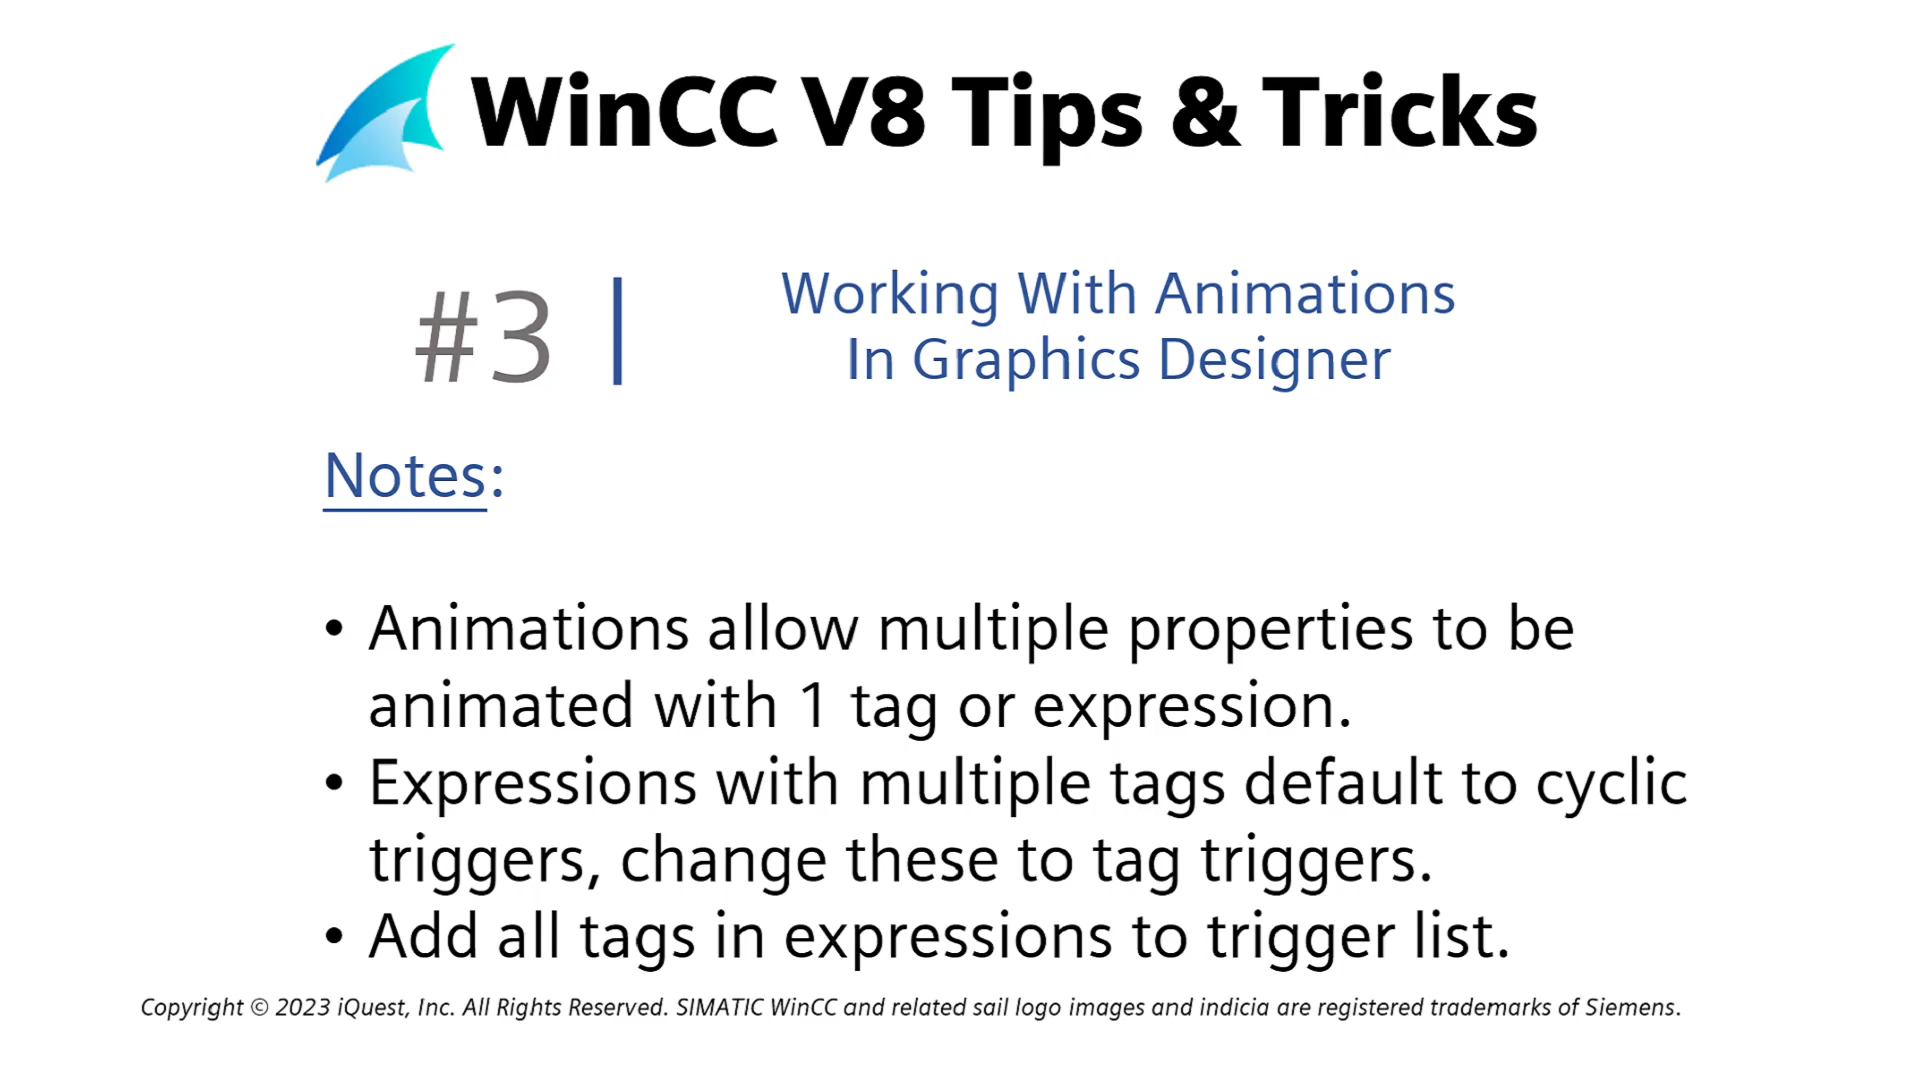 WinCC V8 Tips & Tricks
#3
Working With Animations
In Graphics Designer
Notes:
• Animations allow multiple properties to be
animated with 1 tag or expression.
• Expressions with multiple tags default to cyclic
triggers, change these to tag triggers.
• Add all tags in expressions to trigger list.
Copyright © 2023 iQuest, Inc. All Rights Reserved. SIMATIC WinCC and related sail logo images and indicia are registered trademarks of Siemens.